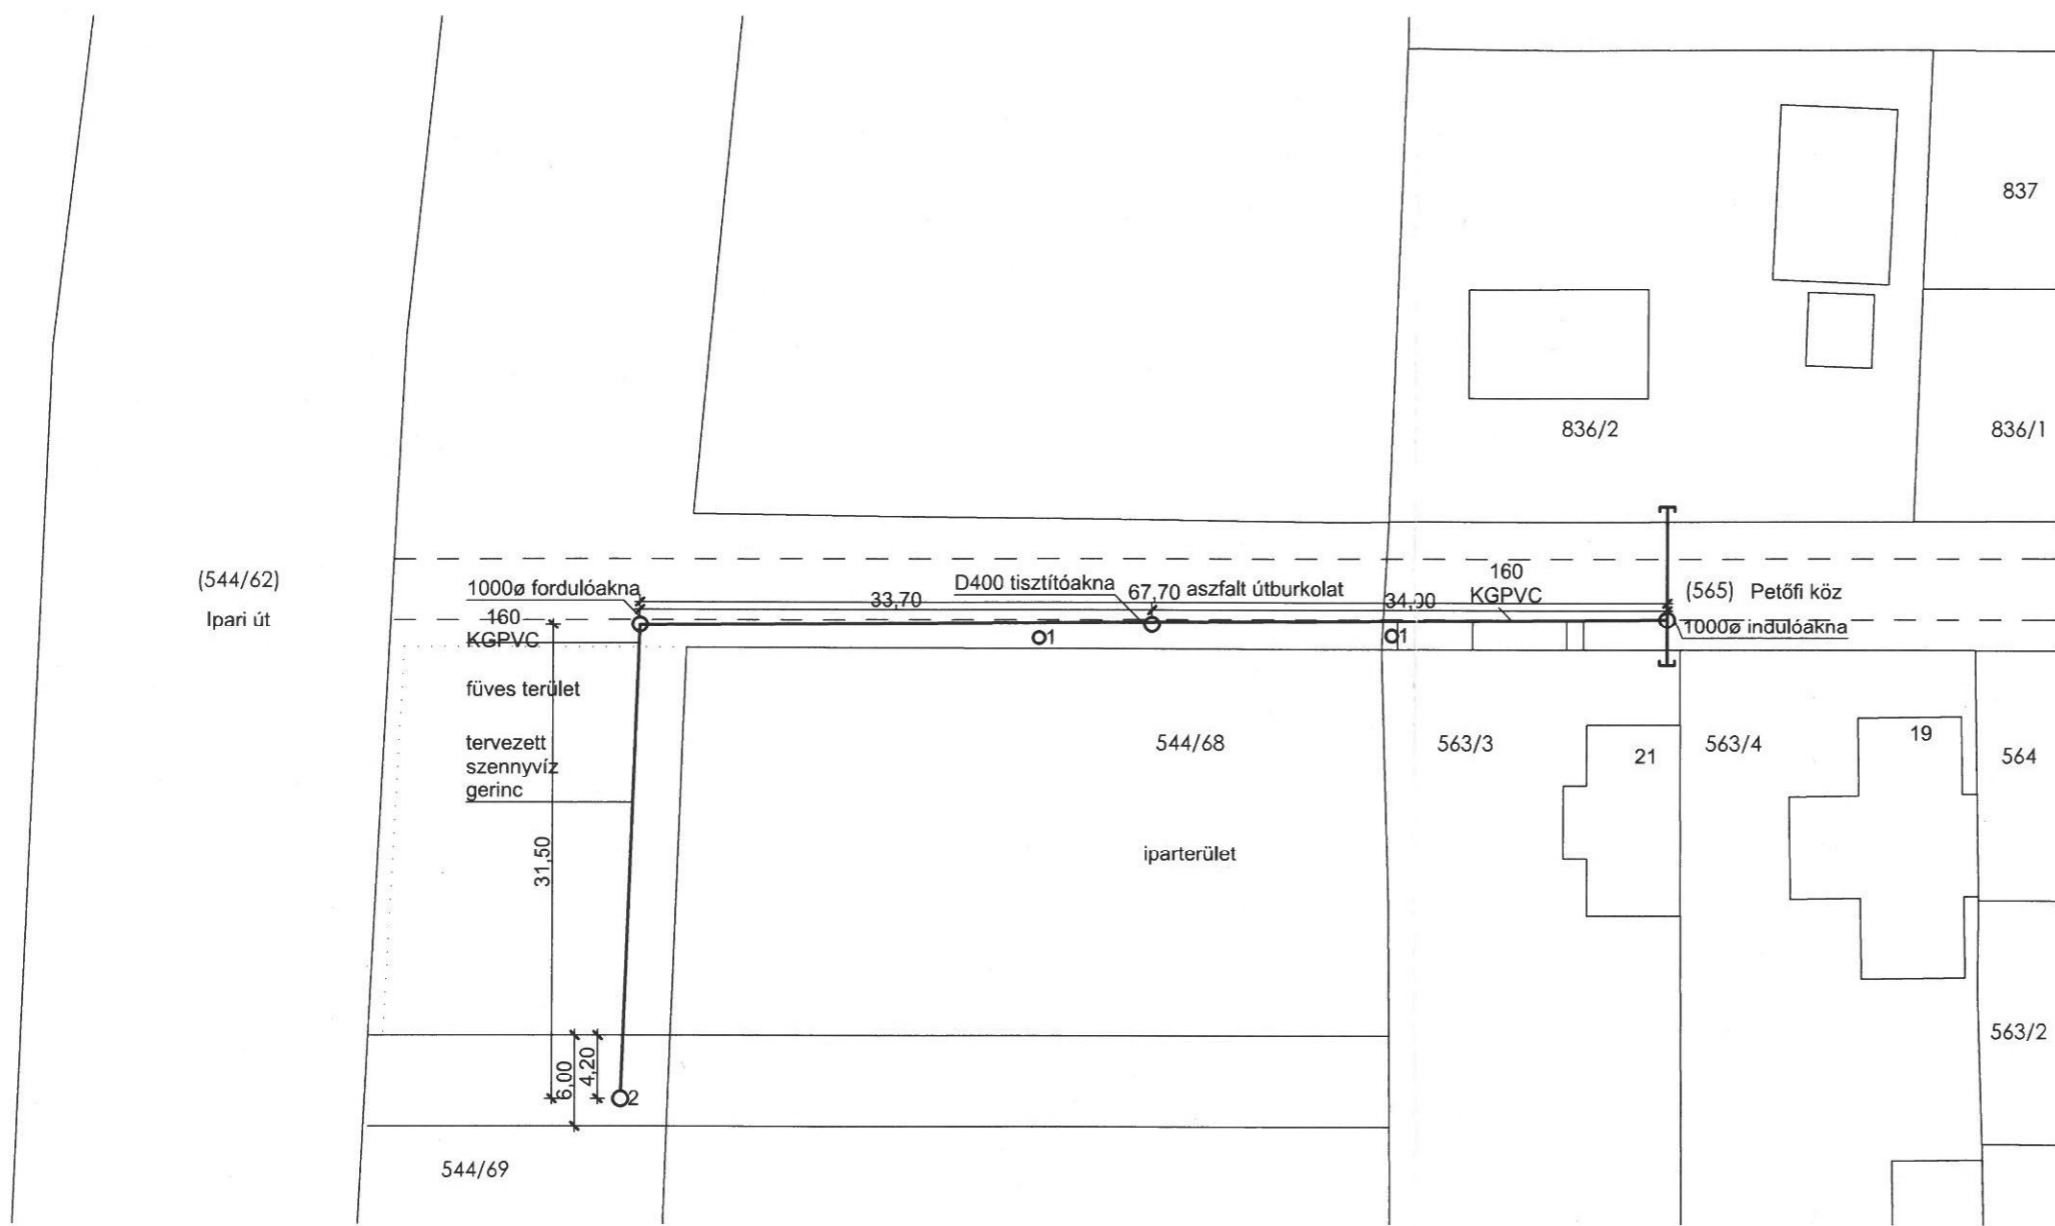 837
836/2
836/1
(544/62)
Ipari út
1000ø fordulóakna
160
KGPVC
33,70
D400 tisztítóakna
67,70 aszfalt útburkolat
34,00
160
KGPVC
(565) Petőfi köz
1000ø indulóakna
1
1
füves terület
tervezett
szennyvíz
gerinc
31,50
544/68
563/3
21
563/4
19
564
iparterület
563/2
6,00
4,20
2
544/69